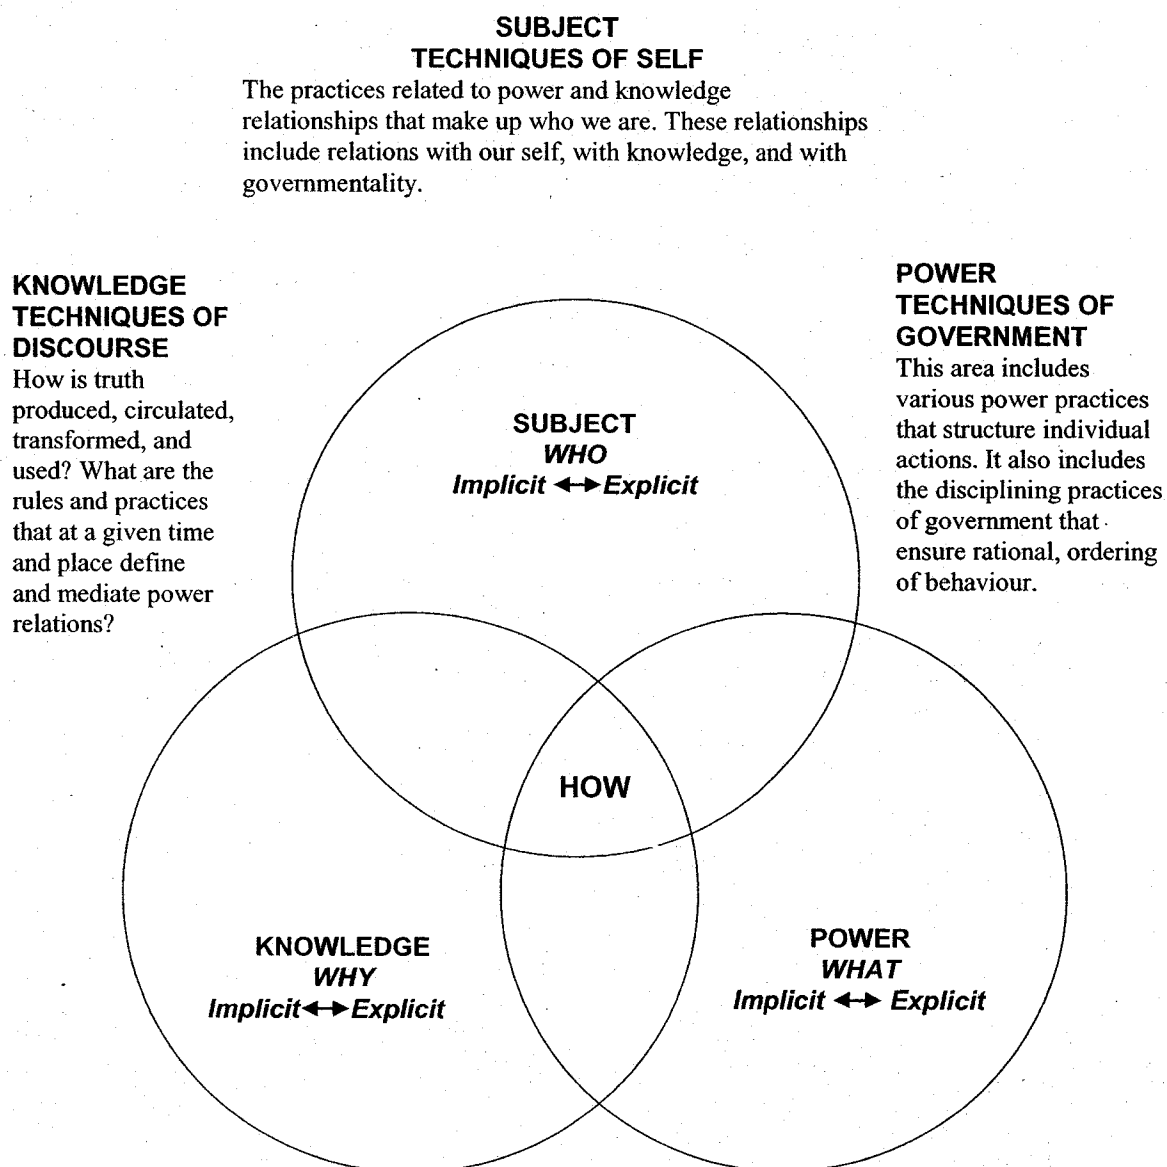 SUBJECT
TECHNIQUES OF SELF
The practices related to power and knowledge
relationships that make up who we are. These relationships
include relations with our self, with knowledge, and with
governmentality.
KNOWLEDGE
TECHNIQUES OF
DISCOURSE
How is truth
produced, circulated,
transformed, and
used? What are the
rules and practices
that at a given time
and place define
and mediate power
relations?
POWER
TECHNIQUES OF
GOVERNMENT
This area includes
various power practices
that structure individual
actions. It also includes
the disciplining practices
of government that
ensure rational, ordering
of behaviour.
SUBJECT
WHO
Implicit ↔ Explicit
HOW
KNOWLEDGE
WHY
Implicit ↔ Explicit
POWER
WHAT
Implicit ↔ Explicit